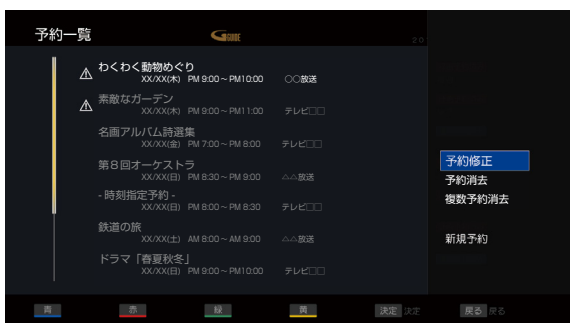 予約一覧
GGUIDE
20
わくわく動物めぐり
XX/XX(木) PM 9:00～PM10:00 ○○放送
素敵なガーデン
XX/XX(木) PM 9:00～PM11:00 テレビ□□
名画アルバム詩選集
XX/XX(金) PM 7:00～PM 8:00 テレビ□□
第8回オーケストラ
XX/XX(日) PM 8:30～PM 9:00 △△放送
- 時刻指定予約 -
XX/XX(日) PM 8:00～PM 8:30 テレビ□□
鉄道の旅
XX/XX(土) AM 8:00～AM 9:00 △△放送
ドラマ「春夏秋冬」
XX/XX(日) PM 9:00～PM10:00 テレビ□□
予約修正
予約消去
複数予約消去
新規予約
青 赤 緑 黄 決定 決定 戻る 戻る